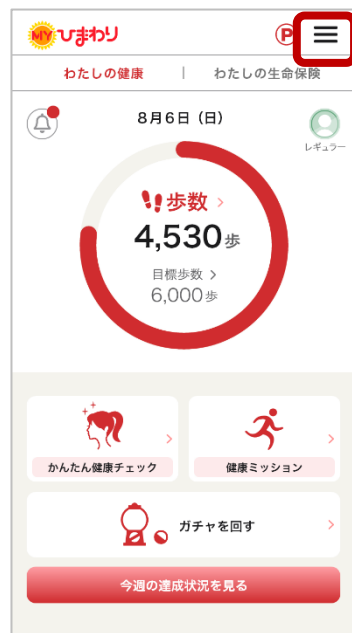 MY ひまわり
P
わたしの健康 | わたしの生命保険
8月6日（日）
レギュラー
歩数
4,530歩
目標歩数
6,000歩
かんたん健康チェック
健康ミッション
ガチャを回す
今週の達成状況を見る